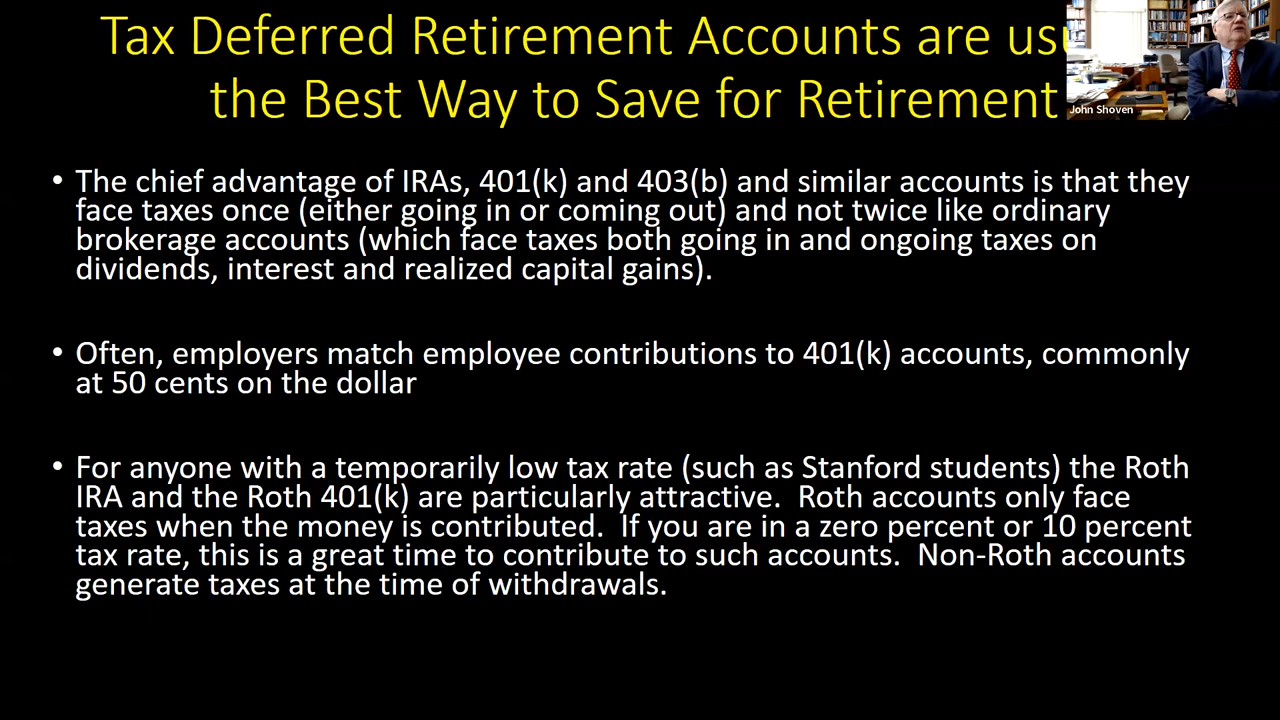 Tax Deferred Retirement Accounts are
the Best Way to Save for Retirement
John Shoven
• The chief advantage of IRAs, 401(k) and 403(b) and similar accounts is that they
face taxes once (either going in or coming out) and not twice like ordinary
brokerage accounts (which face taxes both going in and ongoing taxes on
dividends, interest and realized capital gains).
• Often, employers match employee contributions to 401(k) accounts, commonly
at 50 cents on the dollar
• For anyone with a temporarily low tax rate (such as Stanford students) the Roth
IRA and the Roth 401(k) are particularly attractive.  Roth accounts only face
taxes when the money is contributed.  If you are in a zero percent or 10 percent
tax rate, this is a great time to contribute to such accounts.  Non-Roth accounts
generate taxes at the time of withdrawals.